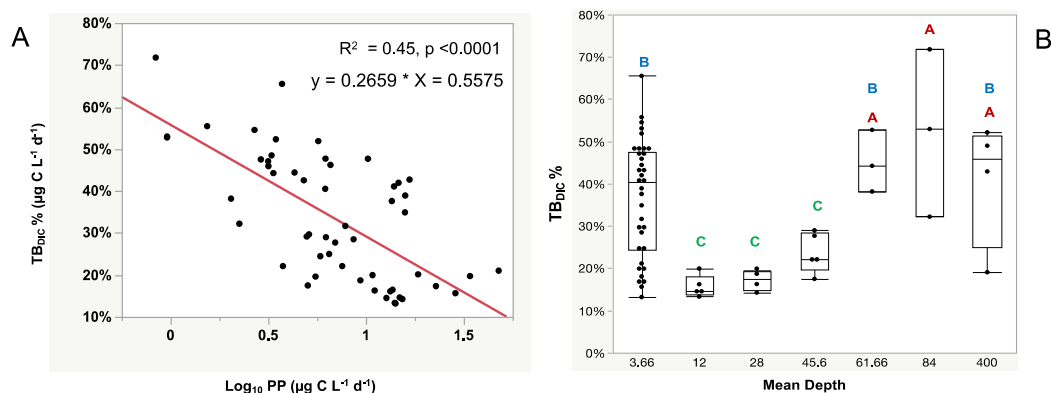 A
80%
70%
60%
50%
40%
30%
20%
10%
TB_DIC % (µg C L⁻¹ d⁻¹)
R² = 0.45, p <0.0001
y = 0.2659 * X = 0.5575
0 0.5 1 1.5
Log₁₀ PP (µg C L⁻¹ d⁻¹)
B
80%
70%
60%
50%
40%
30%
20%
10%
0%
TB_DIC %
B C C C B A A B A
3.66 12 28 45.6 61.66 84 400
Mean Depth